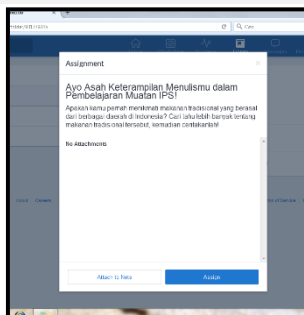 Assignment
Ayo Asah Keterampilan Menulismu dalam
Pembelajaran Muatan IPS!
Apakah kamu pernah menikmati makanan tradisional yang berasal
dari berbagai daerah di Indonesia? Cari tahu lebih banyak tentang
makanan tradisional tersebut, kemudian ceritakanlah!
No Attachments
Attach to Note
Assign